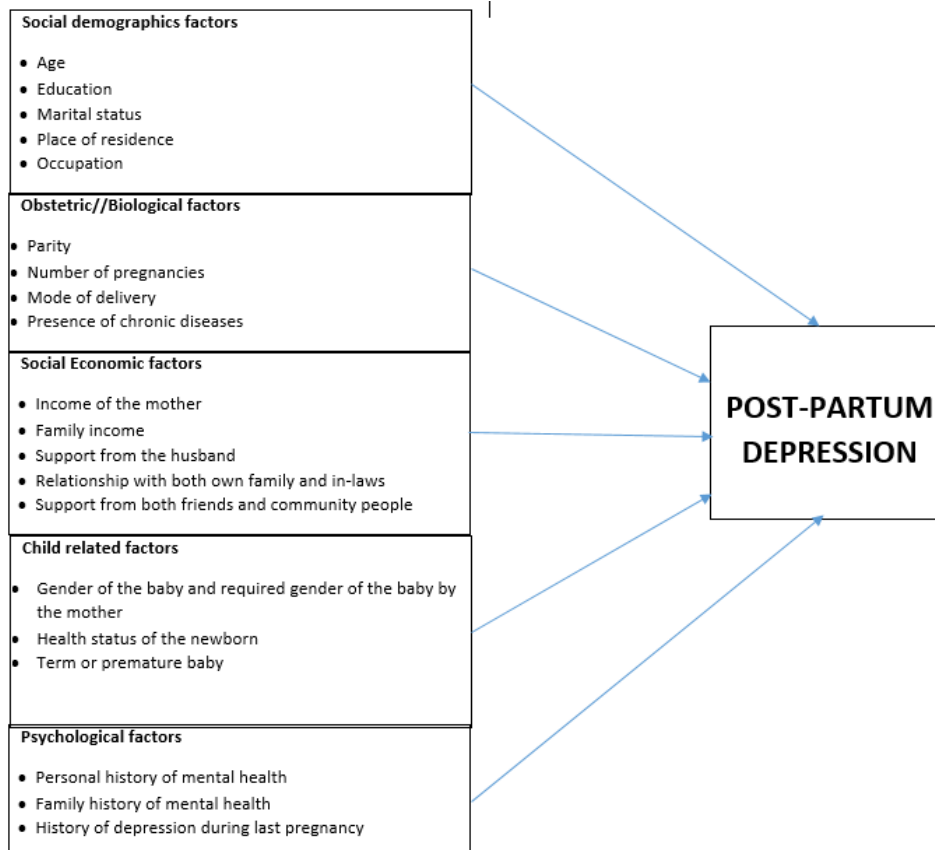 Social demographics factors
• Age
• Education
• Marital status
• Place of residence
• Occupation
Obstetric//Biological factors
• Parity
• Number of pregnancies
• Mode of delivery
• Presence of chronic diseases
Social Economic factors
• Income of the mother
• Family income
• Support from the husband
• Relationship with both own family and in-laws
• Support from both friends and community people
Child related factors
• Gender of the baby and required gender of the baby by
the mother
• Health status of the newborn
• Term or premature baby
Psychological factors
• Personal history of mental health
• Family history of mental health
• History of depression during last pregnancy
POST-PARTUM
DEPRESSION